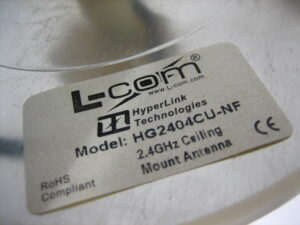 L-com®
www.L-com.com
HyperLink
Technologies
Model: HG2404CU-NF
2.4GHz Ceiling
Mount Antenna
RoHS
Compliant
CE